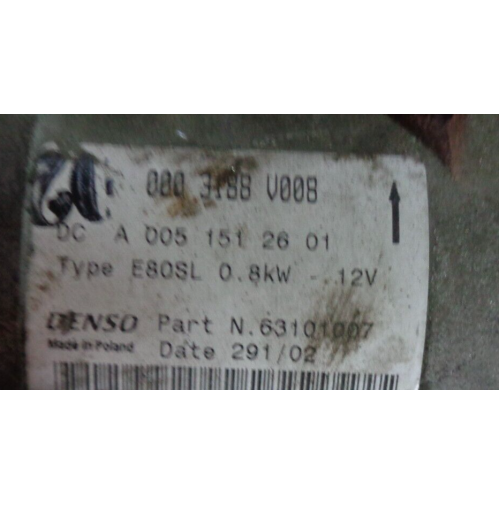 000 3188 V008
DC A 005 151 26 01
Type E80SL 0.8kW - 12V
DENSO Part N.63101007
Made in Poland Date 291/02